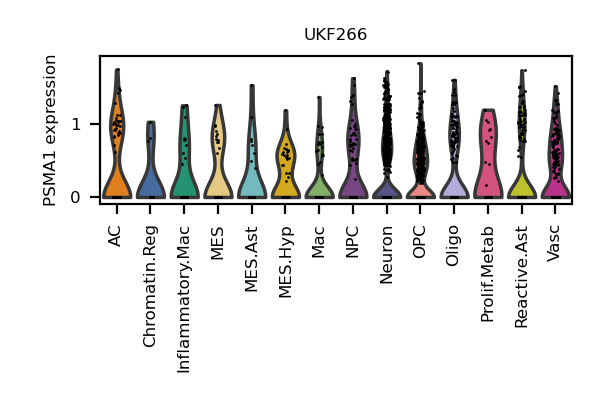 UKF266
PSMA1 expression
1
0
AC
Chromatin.Reg
Inflammatory.Mac
MES
MES.Ast
MES.Hyp
Mac
NPC
Neuron
OPC
Oligo
Prolif.Metab
Reactive.Ast
Vasc